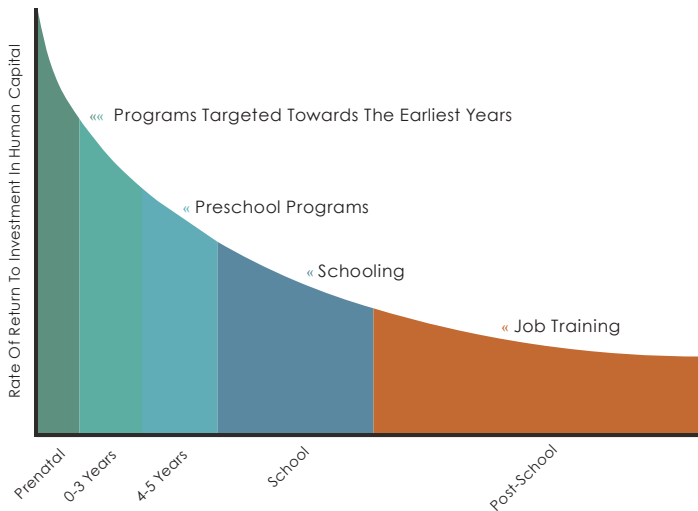 Rate Of Return To Investment In Human Capital
«« Programs Targeted Towards The Earliest Years
« Preschool Programs
« Schooling
« Job Training
Prenatal
0-3 Years
4-5 Years
School
Post-School